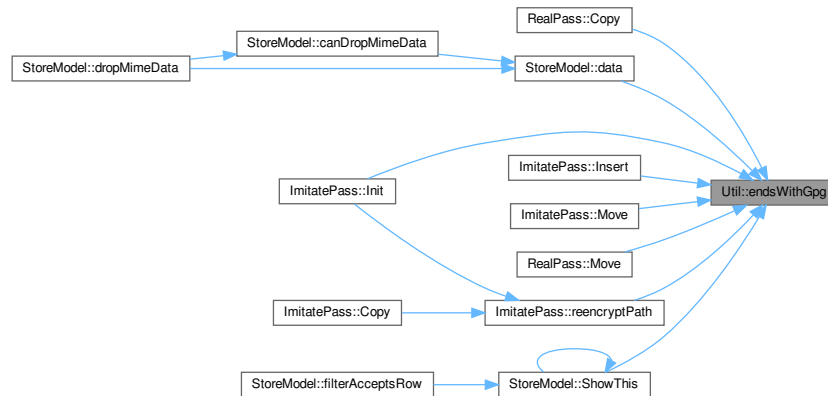 RealPass::Copy
StoreModel::canDropMimeData
StoreModel::dropMimeData
StoreModel::data
ImitatePass::Insert
ImitatePass::Init
Util::endsWithGpg
ImitatePass::Move
RealPass::Move
ImitatePass::Copy
ImitatePass::reencryptPath
StoreModel::filterAcceptsRow
StoreModel::ShowThis